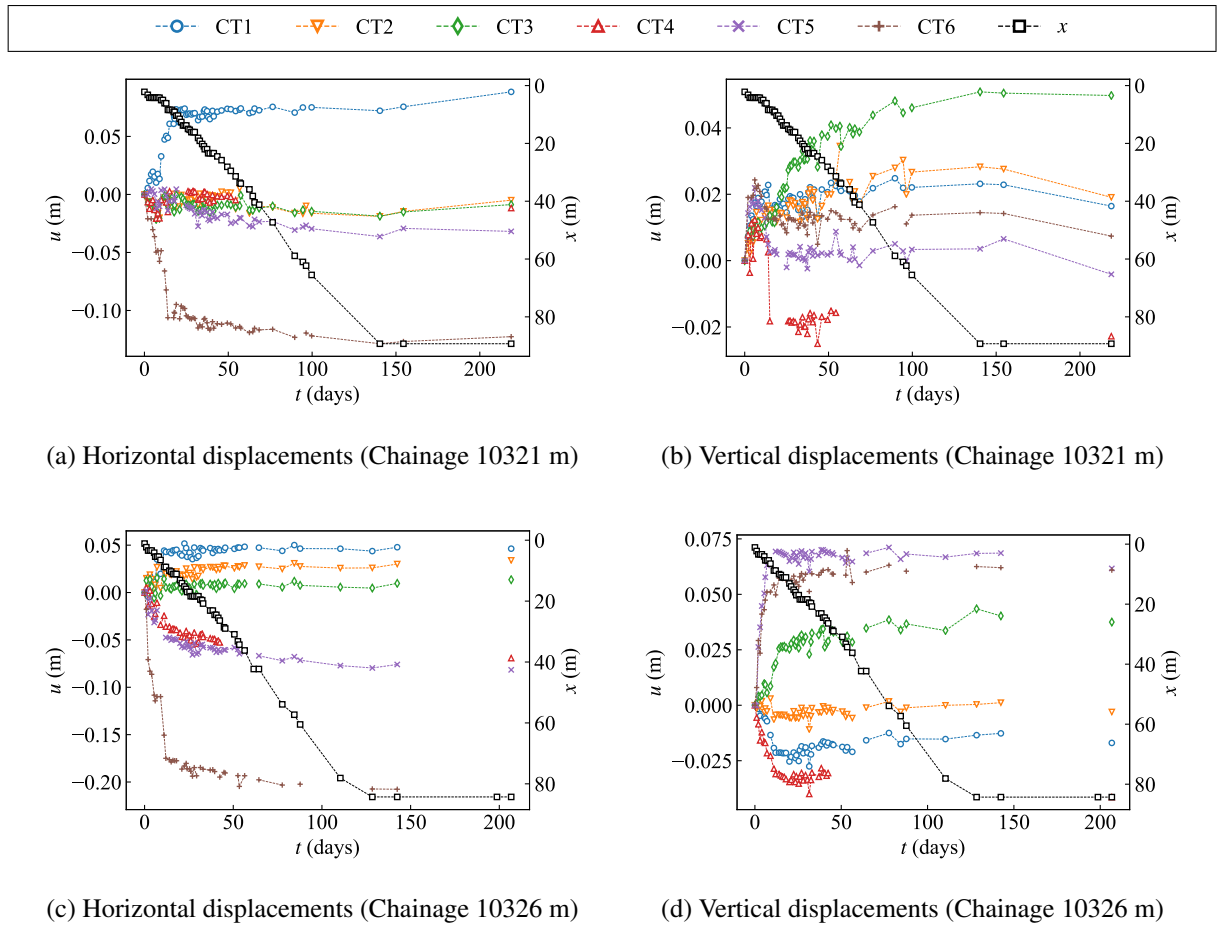 CT1 CT2 CT3 CT4 CT5 CT6 x
0.05
0.00
−0.05
−0.10
u (m)
0
20
40
60
80
x (m)
0 50 100 150 200
t (days)
0.04
0.02
0.00
−0.02
u (m)
0
20
40
60
80
x (m)
0 50 100 150 200
t (days)
(a) Horizontal displacements (Chainage 10321 m)
(b) Vertical displacements (Chainage 10321 m)
0.05
0.00
−0.05
−0.10
−0.15
−0.20
u (m)
0
20
40
60
80
x (m)
0 50 100 150 200
t (days)
0.075
0.050
0.025
0.000
−0.025
u (m)
0
20
40
60
80
x (m)
0 50 100 150 200
t (days)
(c) Horizontal displacements (Chainage 10326 m)
(d) Vertical displacements (Chainage 10326 m)